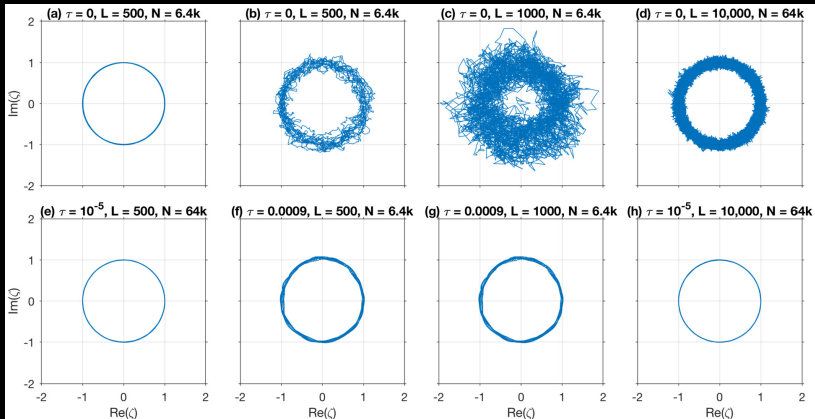 (a) τ = 0, L = 500, N = 6.4k
(b) τ = 0, L = 500, N = 6.4k
(c) τ = 0, L = 1000, N = 6.4k
(d) τ = 0, L = 10,000, N = 64k
2
1
0
-1
-2
Im(ζ)
(e) τ = 10⁻⁵, L = 500, N = 64k
(f) τ = 0.0009, L = 500, N = 6.4k
(g) τ = 0.0009, L = 1000, N = 6.4k
(h) τ = 10⁻⁵, L = 10,000, N = 64k
2
1
0
-1
-2
Im(ζ)
-2 -1 0 1 2
-2 -1 0 1 2
-2 -1 0 1 2
-2 -1 0 1 2
Re(ζ)
Re(ζ)
Re(ζ)
Re(ζ)